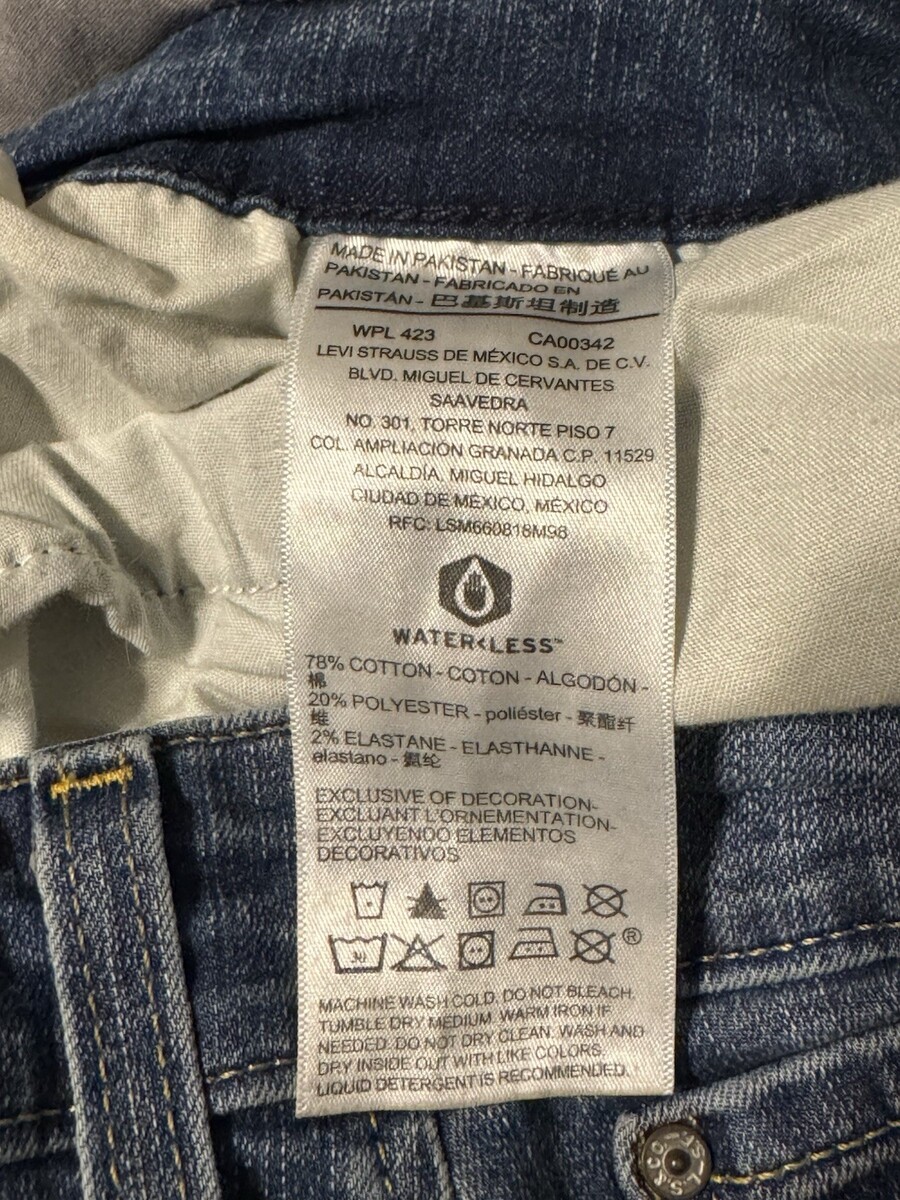 MADE IN PAKISTAN - FABRIQUÉ AU
PAKISTAN - FABRICADO EN
PAKISTÁN - 巴基斯坦制造
WPL 423 CA00342
LEVI STRAUSS DE MÉXICO S.A. DE C.V.
BLVD. MIGUEL DE CERVANTES
SAAVEDRA
NO. 301, TORRE NORTE PISO 7
COL. AMPLIACIÓN GRANADA C.P. 11529
ALCALDÍA. MIGUEL HIDALGO
CIUDAD DE MÉXICO, MÉXICO
RFC: LSM660818M98
WATER<LESS™
78% COTTON - COTON - ALGODÓN -
棉
20% POLYESTER - poliéster - 聚酯纤
维
2% ELASTANE - ELASTHANNE -
elastano - 氨纶
EXCLUSIVE OF DECORATION-
EXCLUANT L'ORNEMENTATION-
EXCLUYENDO ELEMENTOS
DECORATIVOS
30
®
MACHINE WASH COLD. DO NOT BLEACH.
TUMBLE DRY MEDIUM. WARM IRON IF
NEEDED. DO NOT DRY CLEAN. WASH AND
DRY INSIDE OUT WITH LIKE COLORS.
LIQUID DETERGENT IS RECOMMENDED.
L.S.&CO